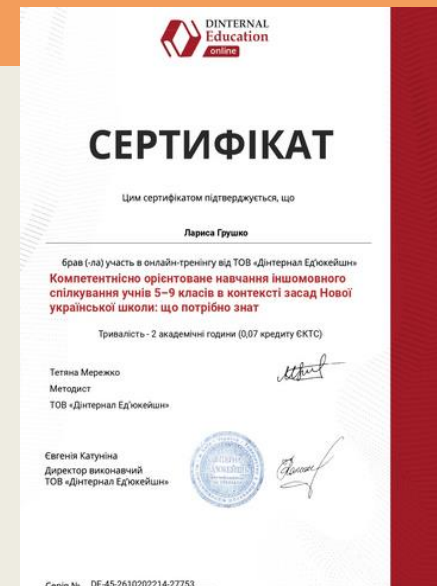 DINTERNAL
Education
online
СЕРТИФІКАТ
Цим сертифікатом підтверджується, що
Лариса Грушко
брав (-ла) участь в онлайн-тренінгу від ТОВ «Дінтернал Ед'юкейшн»
Компетентнісно орієнтоване навчання іншомовного
спілкування учнів 5–9 класів в контексті засад Нової
української школи: що потрібно знат
Тривалість - 2 академічні години (0,07 кредиту ЄКТС)
Тетяна Мережко
Методист
ТОВ «Дінтернал Ед'юкейшн»
Євгенія Катуніна
Директор виконавчий
ТОВ «Дінтернал Ед'юкейшн»
Серія № DE-45-2610202214-27753